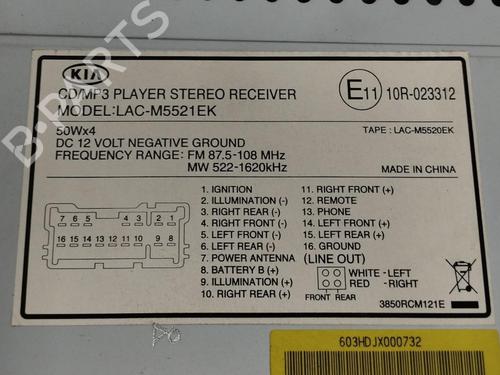 B-PARTS
KIA
CD/MP3 PLAYER STEREO RECEIVER
MODEL:LAC-M5521EK
E11 10R-023312
50Wx4
TAPE : LAC-M5520EK
DC 12 VOLT NEGATIVE GROUND
FREQUENCY RANGE: FM 87.5-108 MHz
MW 522-1620kHz
MADE IN CHINA
7 6 5 4 3 2 1
16 15 14 13 12 11 10 9 8
1. IGNITION
2. ILLUMINATION (-)
3. RIGHT REAR (-)
4. RIGHT FRONT (-)
5. LEFT FRONT (-)
6. LEFT REAR (-)
7. POWER ANTENNA
8. BATTERY B (+)
9. ILLUMINATION (+)
10. RIGHT REAR (+)
11. RIGHT FRONT (+)
12. REMOTE
13. PHONE
14. LEFT FRONT (+)
15. LEFT REAR (+)
16. GROUND
(LINE OUT)
WHITE -LEFT
RED -RIGHT
FRONT REAR
3850RCM121E
603HDJX000732